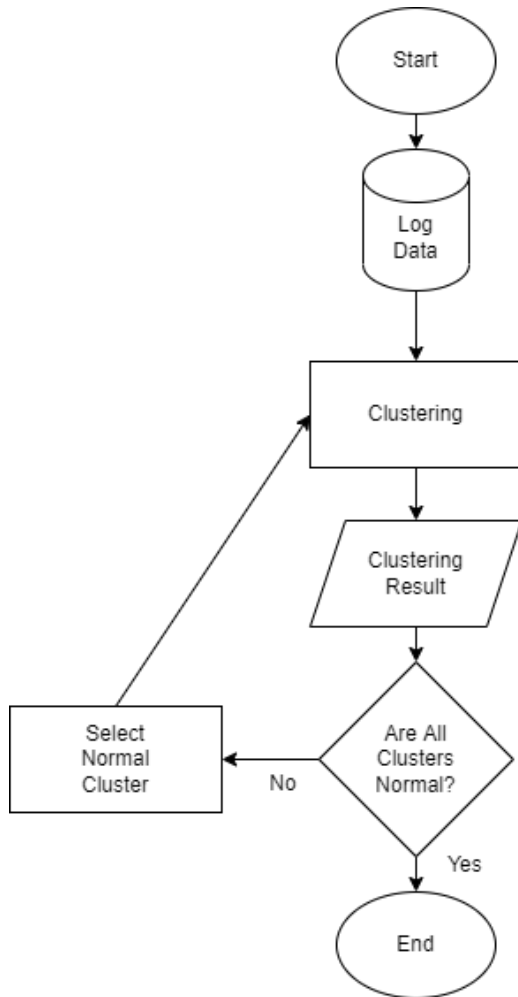 Start
Log
Data
Clustering
Clustering
Result
Are All
Clusters
Normal?
No
Select
Normal
Cluster
Yes
End